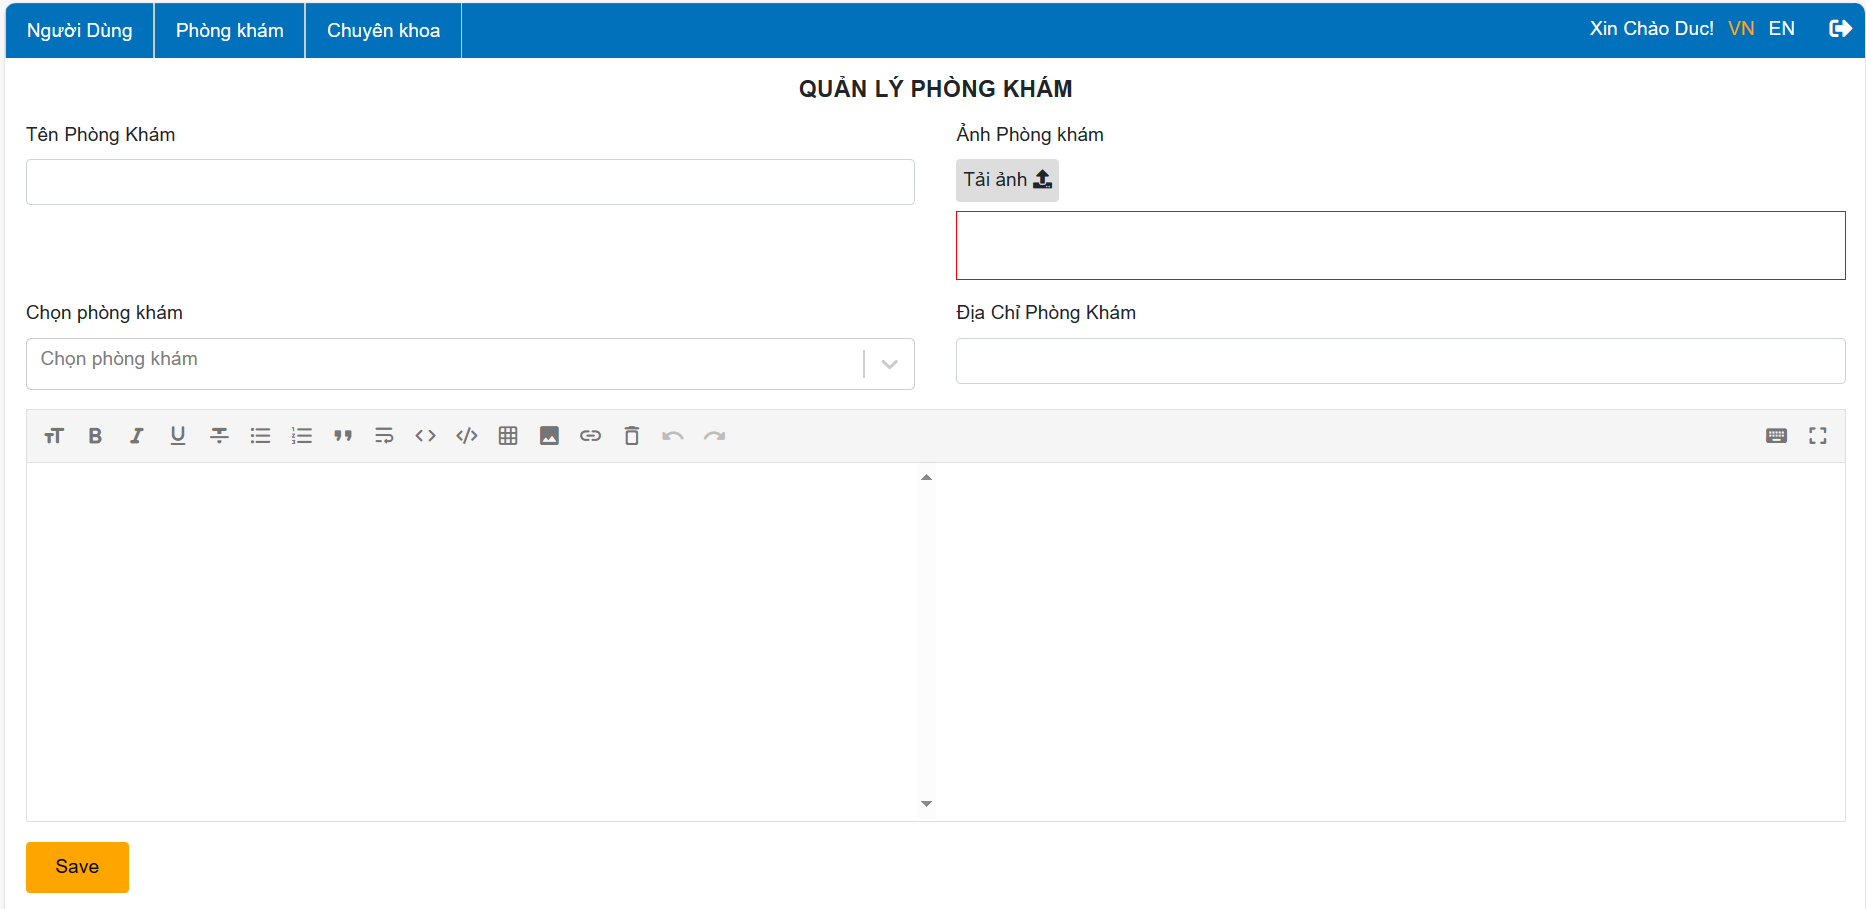 Người Dùng
Phòng khám
Chuyên khoa
Xin Chào Duc! VN EN
QUẢN LÝ PHÒNG KHÁM
Tên Phòng Khám
Ảnh Phòng khám
Tải ảnh
Chọn phòng khám
Địa Chỉ Phòng Khám
Chọn phòng khám
Save